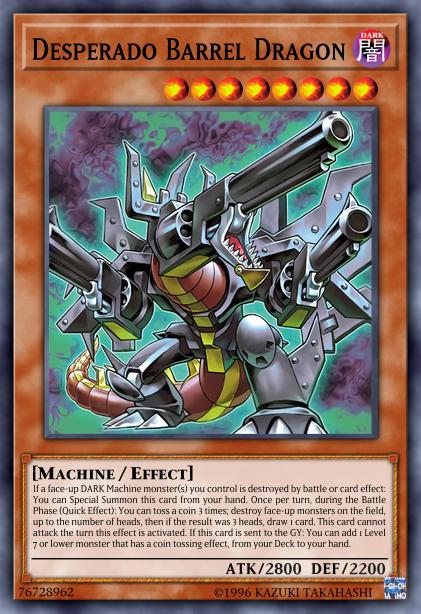 DESPERADO BARREL DRAGON
DARK
闇
[MACHINE / EFFECT]
If a face-up DARK Machine monster(s) you control is destroyed by battle or card effect:
You can Special Summon this card from your hand. Once per turn, during the Battle
Phase (Quick Effect): You can toss a coin 3 times; destroy face-up monsters on the field,
up to the number of heads, then if the result was 3 heads, draw 1 card. This card cannot
attack the turn this effect is activated. If this card is sent to the GY: You can add 1 Level
7 or lower monster that has a coin tossing effect, from your Deck to your hand.
ATK/2800 DEF/2200
76728962
©1996 KAZUKI TAKAHASHI